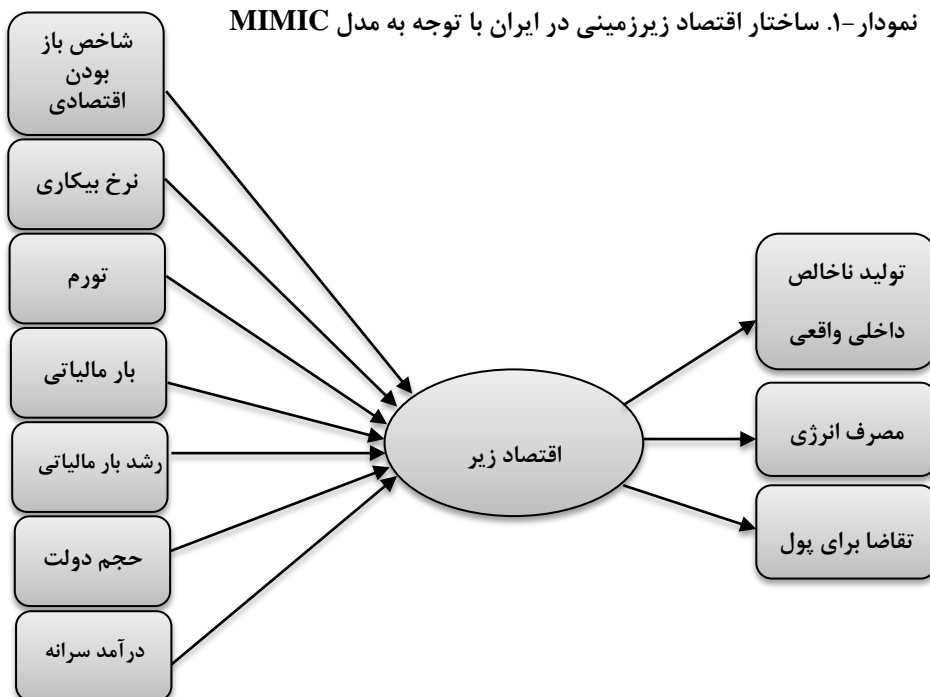 نمودار-۱. ساختار اقتصاد زیرزمینی در ایران با توجه به مدل MIMIC
شاخص باز
بودن
اقتصادی
نرخ بیکاری
تورم
بار مالیاتی
رشد بار مالیاتی
حجم دولت
درآمد سرانه
اقتصاد زیر
تولید ناخالص
داخلی واقعی
مصرف انرژی
تقاضا برای پول